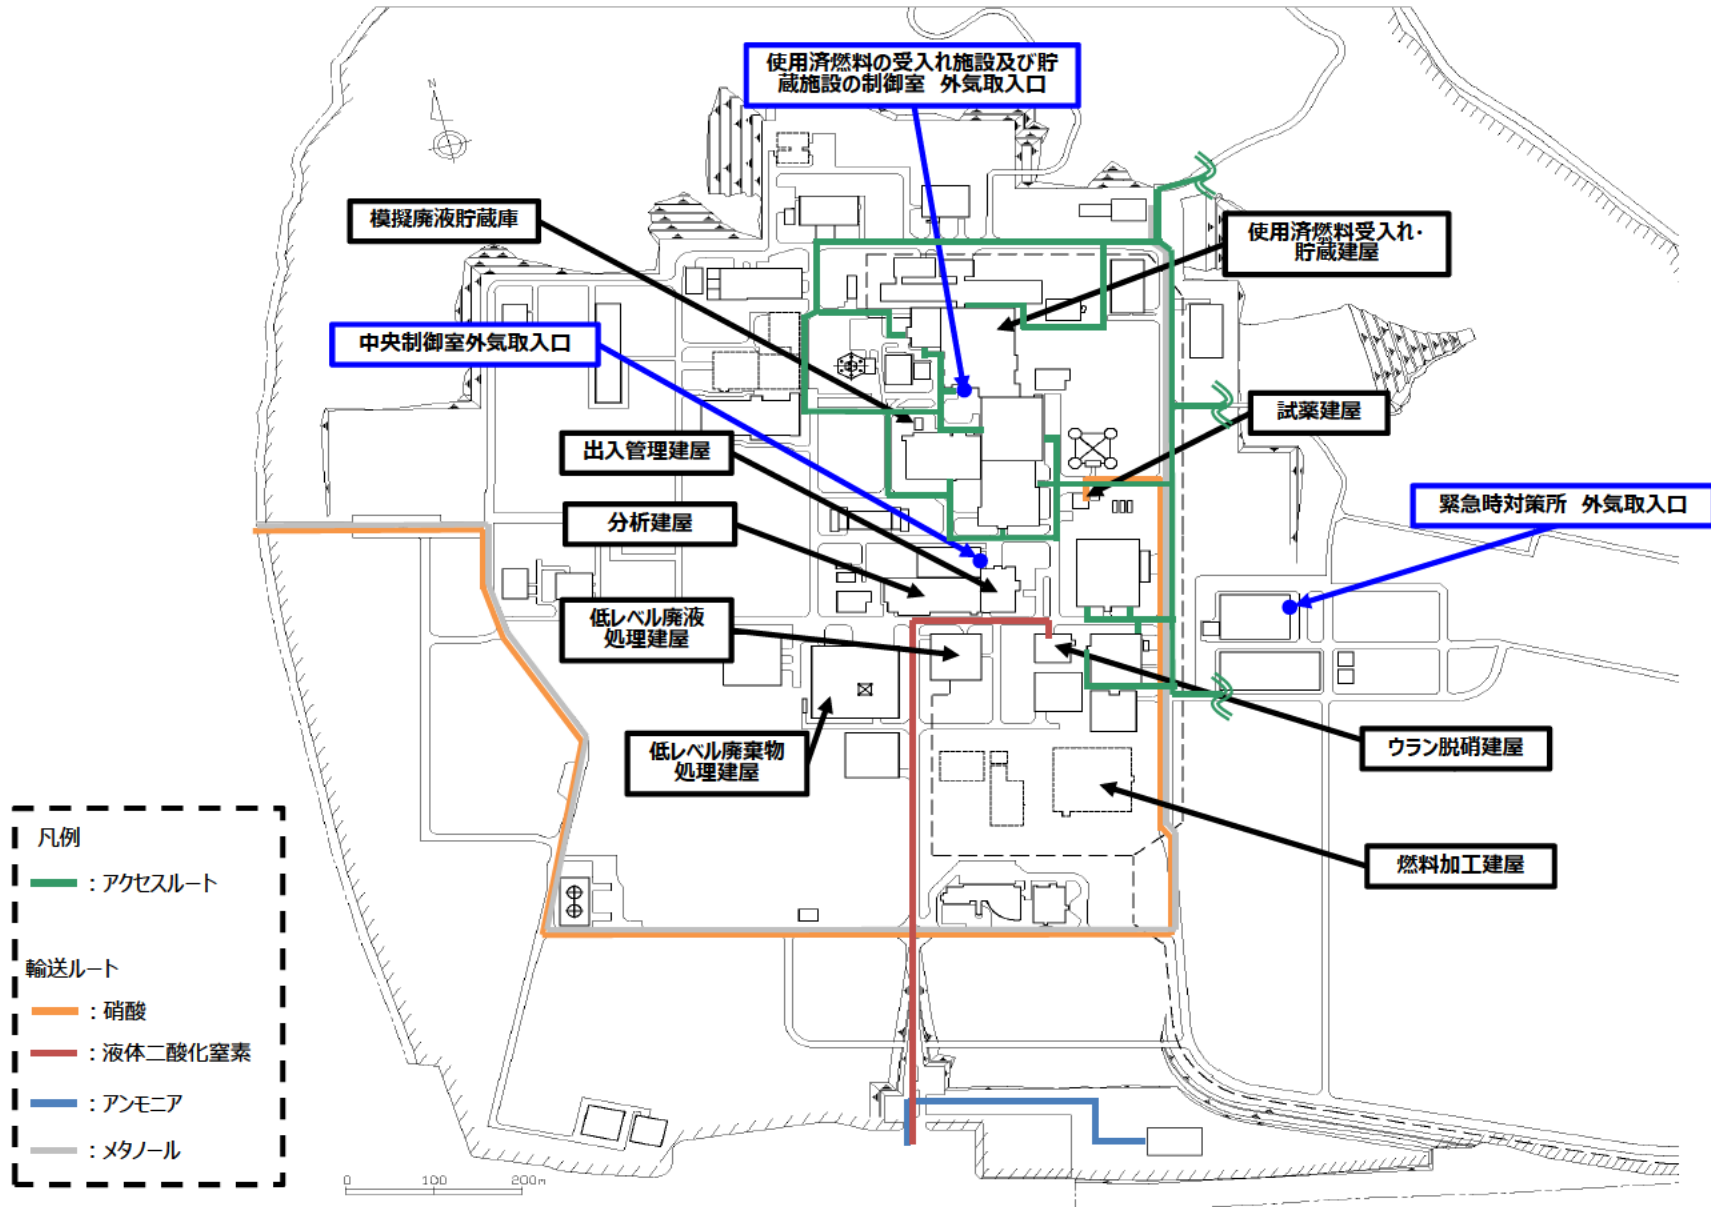 使用済燃料の受入れ施設及び貯
蔵施設の制御室 外気取入口
N
模擬廃液貯蔵庫
使用済燃料受入れ・
貯蔵建屋
中央制御室外気取入口
試薬建屋
出入管理建屋
緊急時対策所 外気取入口
分析建屋
低レベル廃液
処理建屋
低レベル廃棄物
処理建屋
ウラン脱硝建屋
燃料加工建屋
凡例
：アクセスルート
輸送ルート
：硝酸
：液体二酸化窒素
：アンモニア
：メタノール
0 100 200m